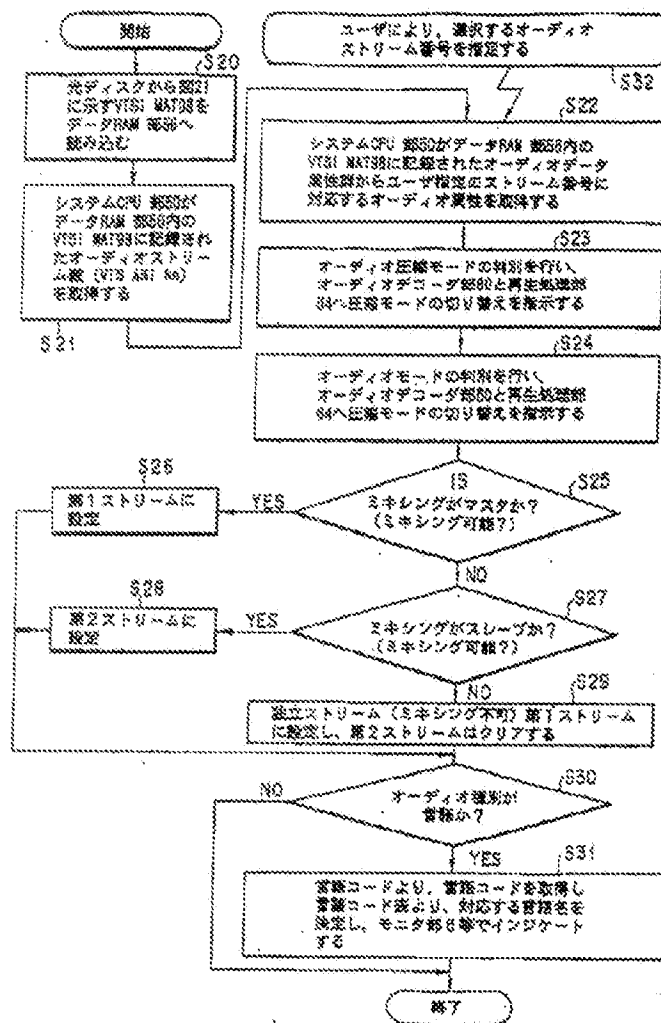 開始
S20
光ディスクから図21
に示すVTSI MAT98を
データRAM 部556へ
読み込む
システムCPU 部550が
データRAM 部556内の
VTSI MAT98に記録され
たオーディオストリー
ム数 (VTS AST Ns)
を取得する
S21
ユーザにより、選択するオーディオ
ストリーム番号を指定する
S32
S22
システムCPU 部550がデータRAM 部556内の
VTSI MAT98に記録されたオーディオデータ
属性群からユーザ指定のストリーム番号に
対応するオーディオ属性を取得する
S23
オーディオ圧縮モードの判別を行い、
オーディオデコーダ部60と再生処理部
64へ圧縮モードの切り替えを指示する
S24
オーディオモードの判別を行い、
オーディオデコーダ部60と再生処理部
64へ圧縮モードの切り替えを指示する
IS
S25
ミキシングがマスタか?
(ミキシング可能?)
YES
S26
第1ストリームに
設定
NO
S27
ミキシングがスレーブか?
(ミキシング可能?)
YES
S28
第2ストリームに
設定
NO
S29
独立ストリーム (ミキシング不可) 第1ストリーム
に設定し、第2ストリームはクリアする
S30
オーディオ種別が
言語か?
NO
YES
S31
言語コードより、言語コードを取得し
言語コード表より、対応する言語名を
決定し、モニタ部6等でインジケート
する
終了